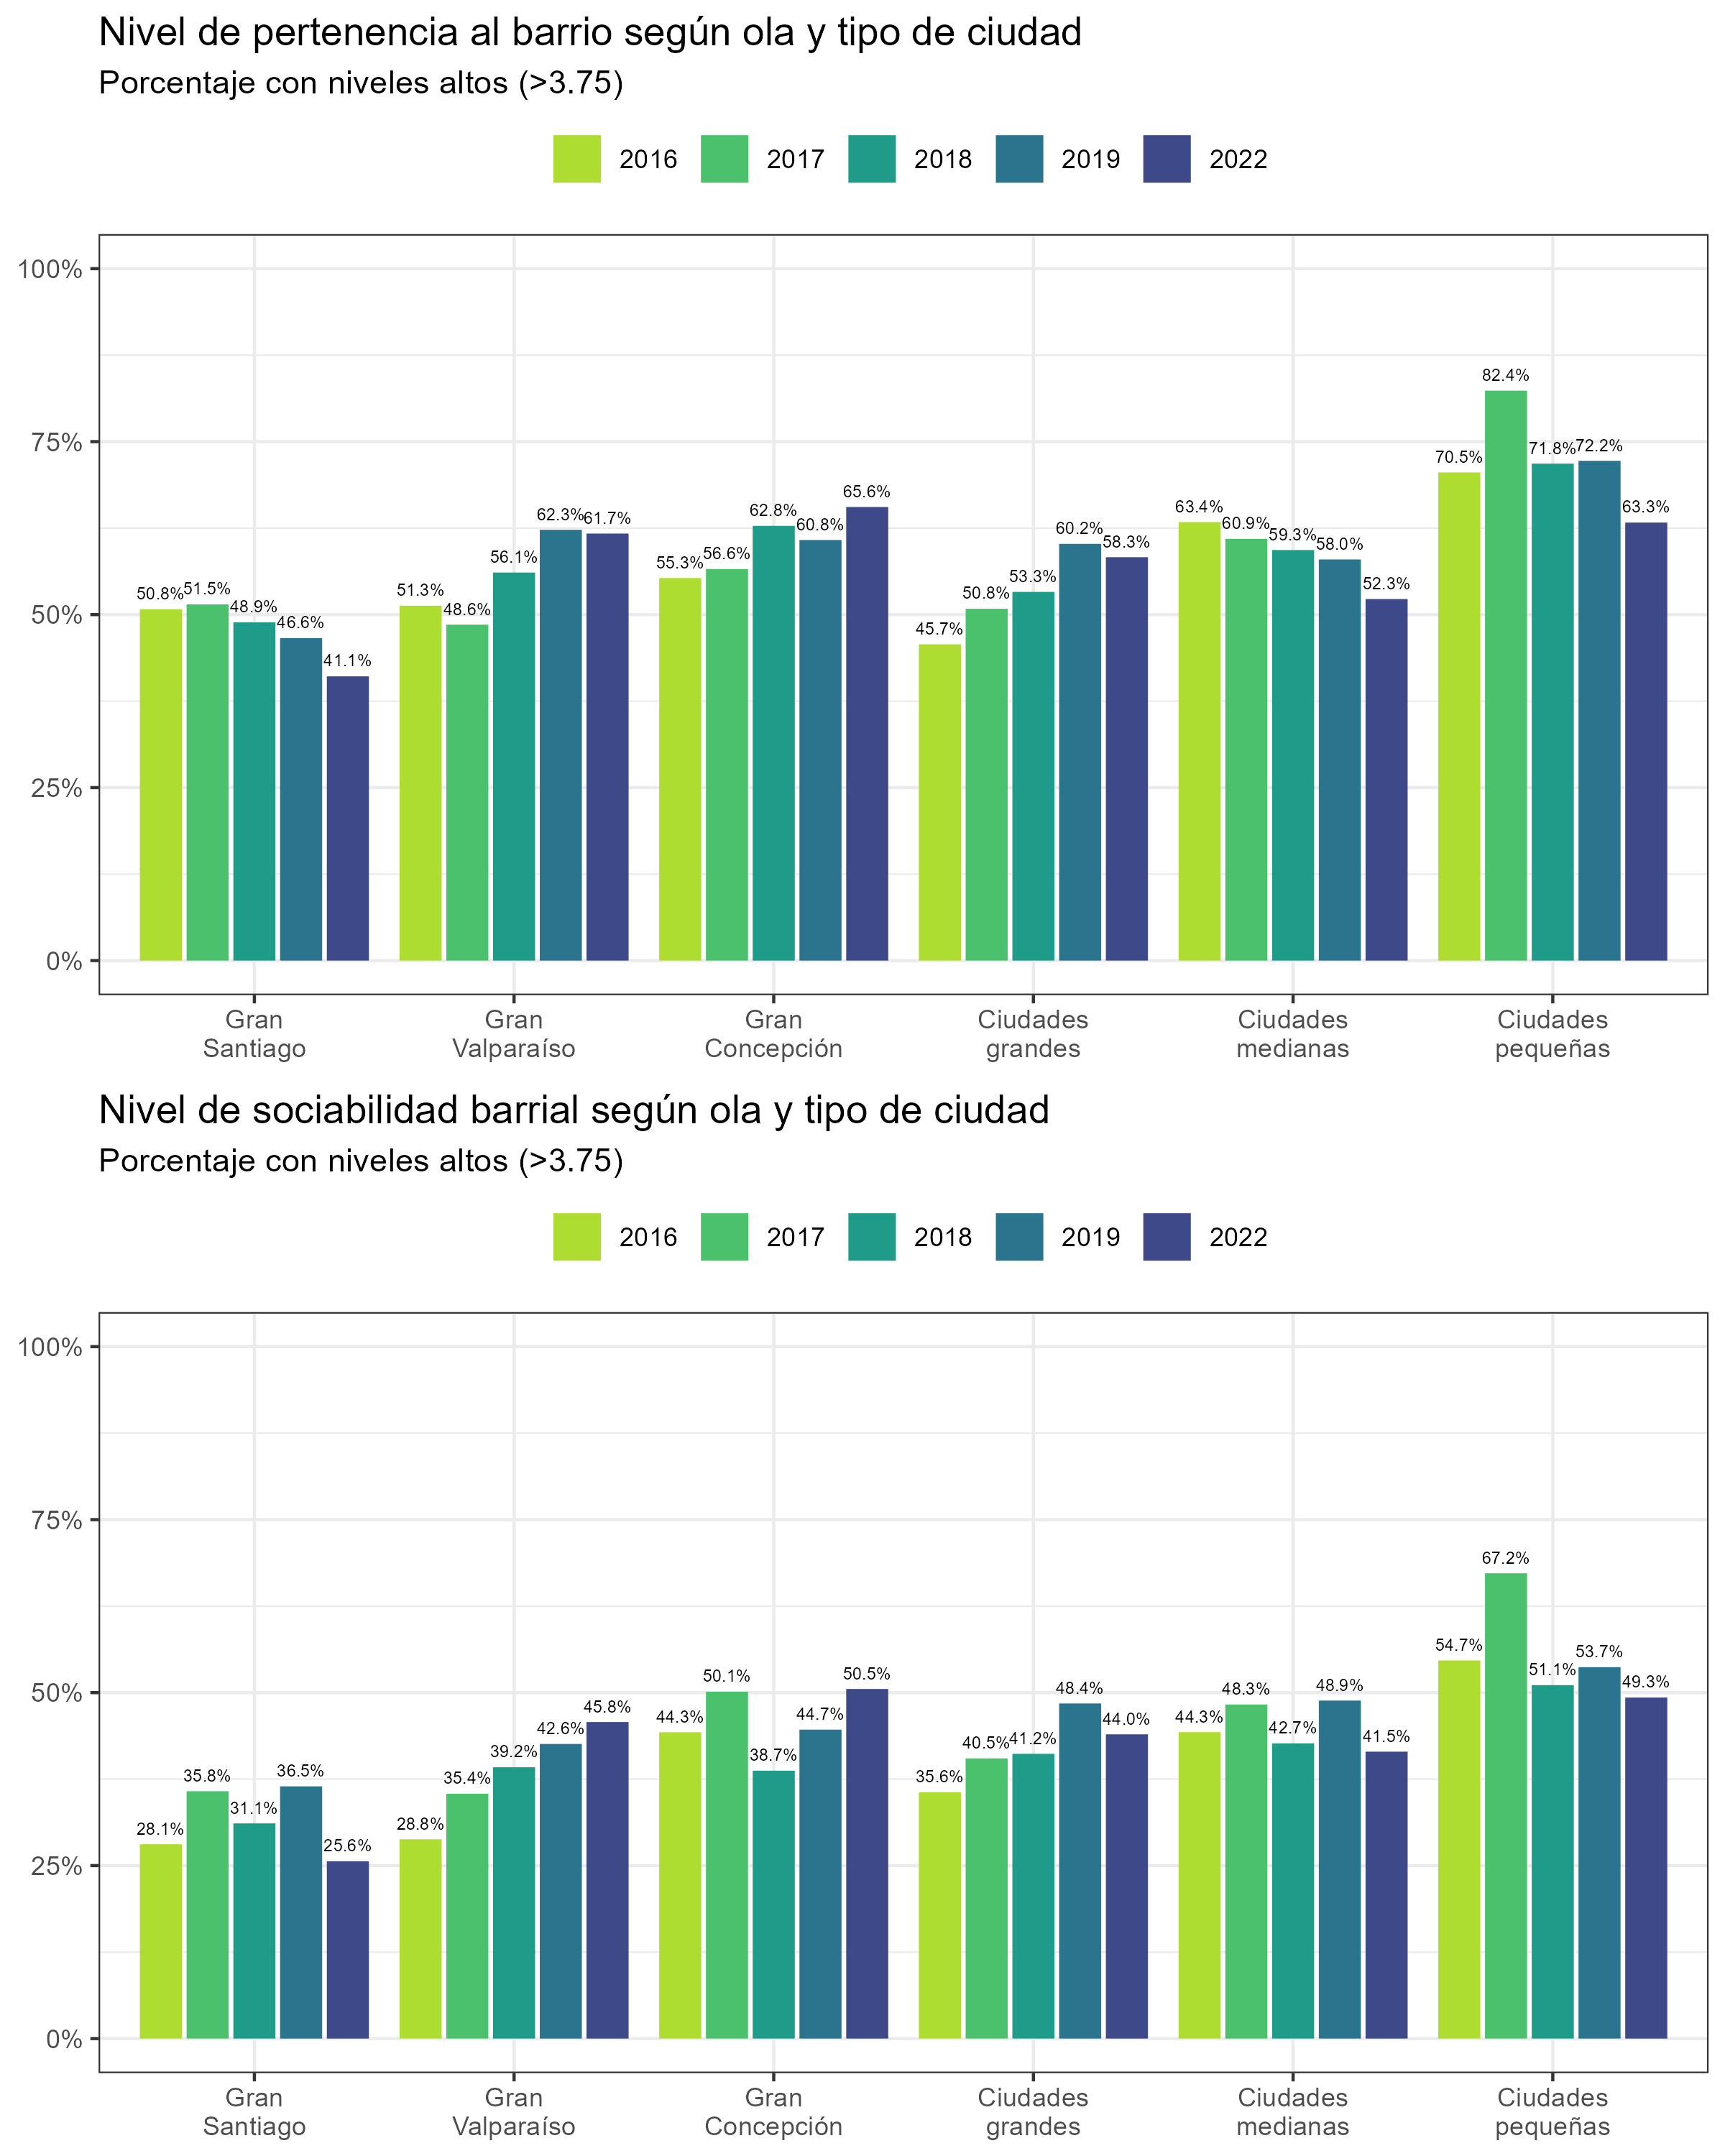 Nivel de pertenencia al barrio según ola y tipo de ciudad
Porcentaje con niveles altos (>3.75)
2016 2017 2018 2019 2022
100%
75%
50%
25%
0%
50.8% 51.5% 48.9% 46.6% 41.1%
51.3% 48.6% 56.1% 62.3% 61.7%
55.3% 56.6% 62.8% 60.8% 65.6%
45.7% 50.8% 53.3% 60.2% 58.3%
63.4% 60.9% 59.3% 58.0% 52.3%
70.5% 82.4% 71.8% 72.2% 63.3%
Gran Gran Gran Ciudades Ciudades Ciudades
Santiago Valparaíso Concepción grandes medianas pequeñas
Nivel de sociabilidad barrial según ola y tipo de ciudad
Porcentaje con niveles altos (>3.75)
2016 2017 2018 2019 2022
100%
75%
50%
25%
0%
28.1% 35.8% 31.1% 36.5% 25.6%
28.8% 35.4% 39.2% 42.6% 45.8%
44.3% 50.1% 38.7% 44.7% 50.5%
35.6% 40.5% 41.2% 48.4% 44.0%
44.3% 48.3% 42.7% 48.9% 41.5%
54.7% 67.2% 51.1% 53.7% 49.3%
Gran Gran Gran Ciudades Ciudades Ciudades
Santiago Valparaíso Concepción grandes medianas pequeñas